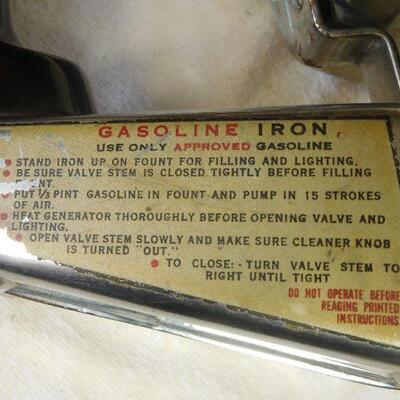 GASOLINE IRON
USE ONLY APPROVED GASOLINE
• STAND IRON UP ON FOUNT FOR FILLING AND LIGHTING.
• BE SURE VALVE STEM IS CLOSED TIGHTLY BEFORE FILLING
• PUT 1/3 PINT GASOLINE IN FOUNT AND PUMP IN 15 STROKES
OF AIR.
• HEAT GENERATOR THOROUGHLY BEFORE OPENING VALVE AND
LIGHTING.
• OPEN VALVE STEM SLOWLY AND MAKE SURE CLEANER KNOB
IS TURNED "OUT."
• TO CLOSE:- TURN VALVE STEM TO
RIGHT UNTIL TIGHT
DO NOT OPERATE BEFORE
READING PRINTED
INSTRUCTIONS